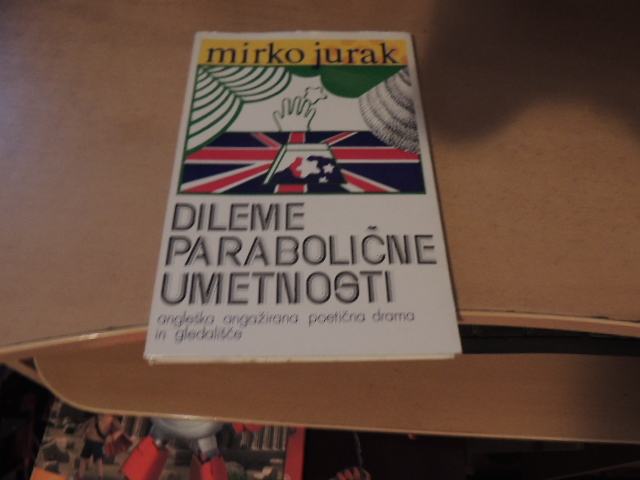 mirko jurak
DILEME
PARABOLIČNE
UMETNOSTI
angleška angažirana poetična drama
in gledališče